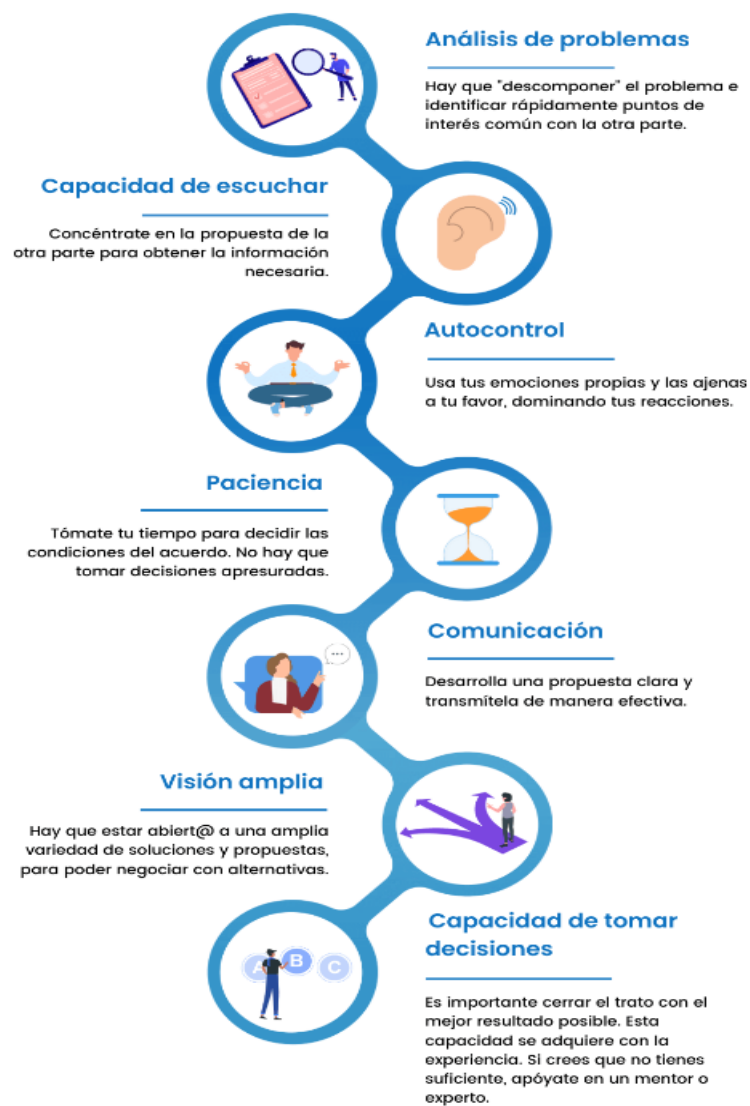 Análisis de problemas
Hay que "descomponer" el problema e
identificar rápidamente puntos de
interés común con la otra parte.
Capacidad de escuchar
Concéntrate en la propuesta de la
otra parte para obtener la información
necesaria.
Autocontrol
Usa tus emociones propias y las ajenas
a tu favor, dominando tus reacciones.
Paciencia
Tómate tu tiempo para decidir las
condiciones del acuerdo. No hay que
tomar decisiones apresuradas.
Comunicación
Desarrolla una propuesta clara y
transmítela de manera efectiva.
Visión amplia
Hay que estar abiert@ a una amplia
variedad de soluciones y propuestas,
para poder negociar con alternativas.
A B C
Capacidad de tomar
decisiones
Es importante cerrar el trato con el
mejor resultado posible. Esta
capacidad se adquiere con la
experiencia. Si crees que no tienes
suficiente, apóyate en un mentor o
experto.